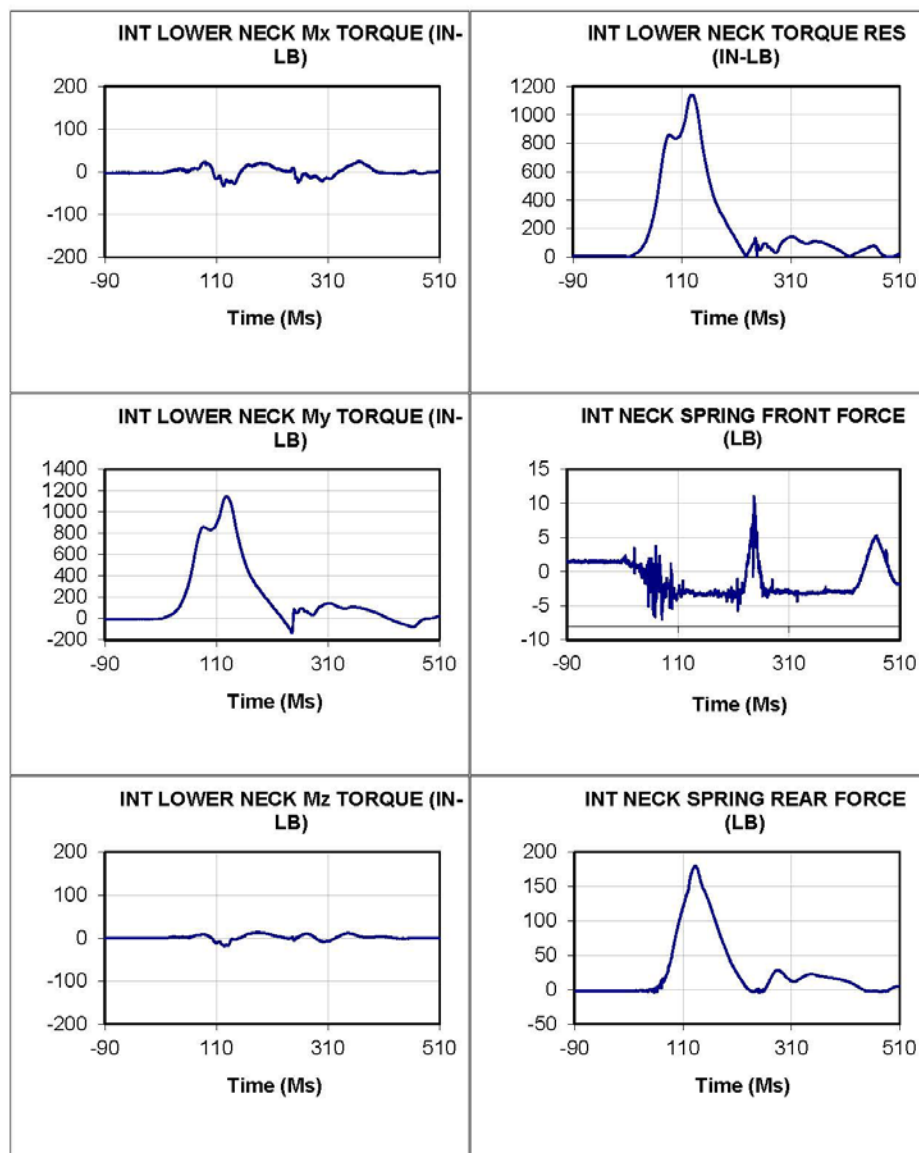 INT LOWER NECK Mx TORQUE (IN-
LB)
200
100
0
-100
-200
-90 110 310 510
Time (Ms)
INT LOWER NECK TORQUE RES
(IN-LB)
1200
1000
800
600
400
200
0
-90 110 310 510
Time (Ms)
INT LOWER NECK My TORQUE (IN-
LB)
1400
1200
1000
800
600
400
200
0
-200
-90 110 310 510
Time (Ms)
INT NECK SPRING FRONT FORCE
(LB)
15
10
5
0
-5
-10
-90 110 310 510
Time (Ms)
INT LOWER NECK Mz TORQUE (IN-
LB)
200
100
0
-100
-200
-90 110 310 510
Time (Ms)
INT NECK SPRING REAR FORCE
(LB)
200
150
100
50
0
-50
-90 110 310 510
Time (Ms)